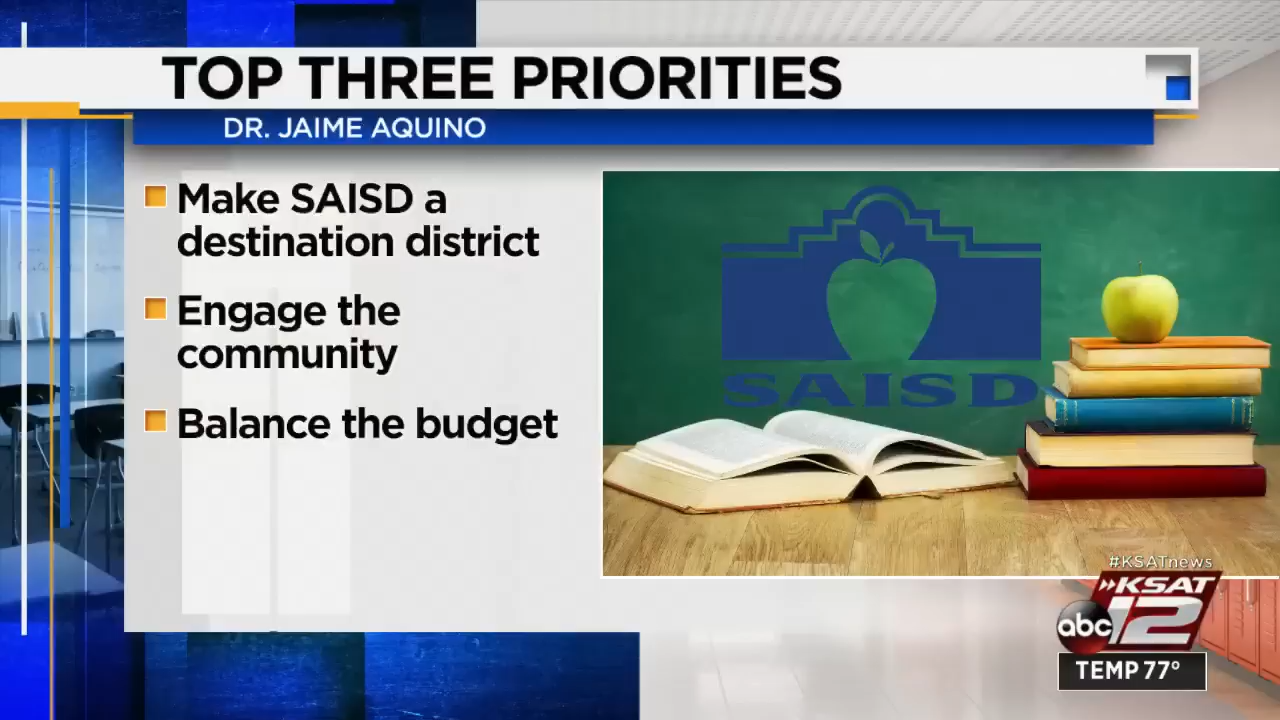 TOP THREE PRIORITIES
DR. JAIME AQUINO
Make SAISD a
destination district
Engage the
community
Balance the budget
SAISD
#KSATnews
KSAT
abc 12
TEMP 77°